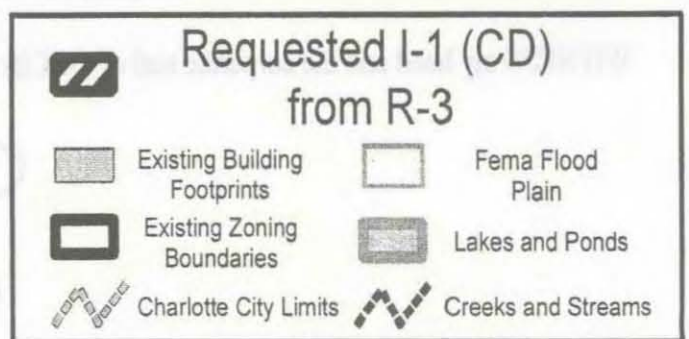 Requested I-1 (CD)
from R-3
Existing Building
Footprints
Fema Flood
Plain
Existing Zoning
Boundaries
Lakes and Ponds
Charlotte City Limits
Creeks and Streams